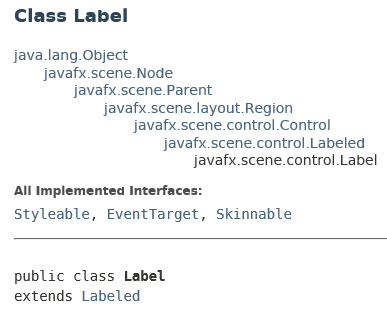 Class Label
java.lang.Object
javafx.scene.Node
javafx.scene.Parent
javafx.scene.layout.Region
javafx.scene.control.Control
javafx.scene.control.Labeled
javafx.scene.control.Label
All Implemented Interfaces:
Styleable, EventTarget, Skinnable
public class Label
extends Labeled